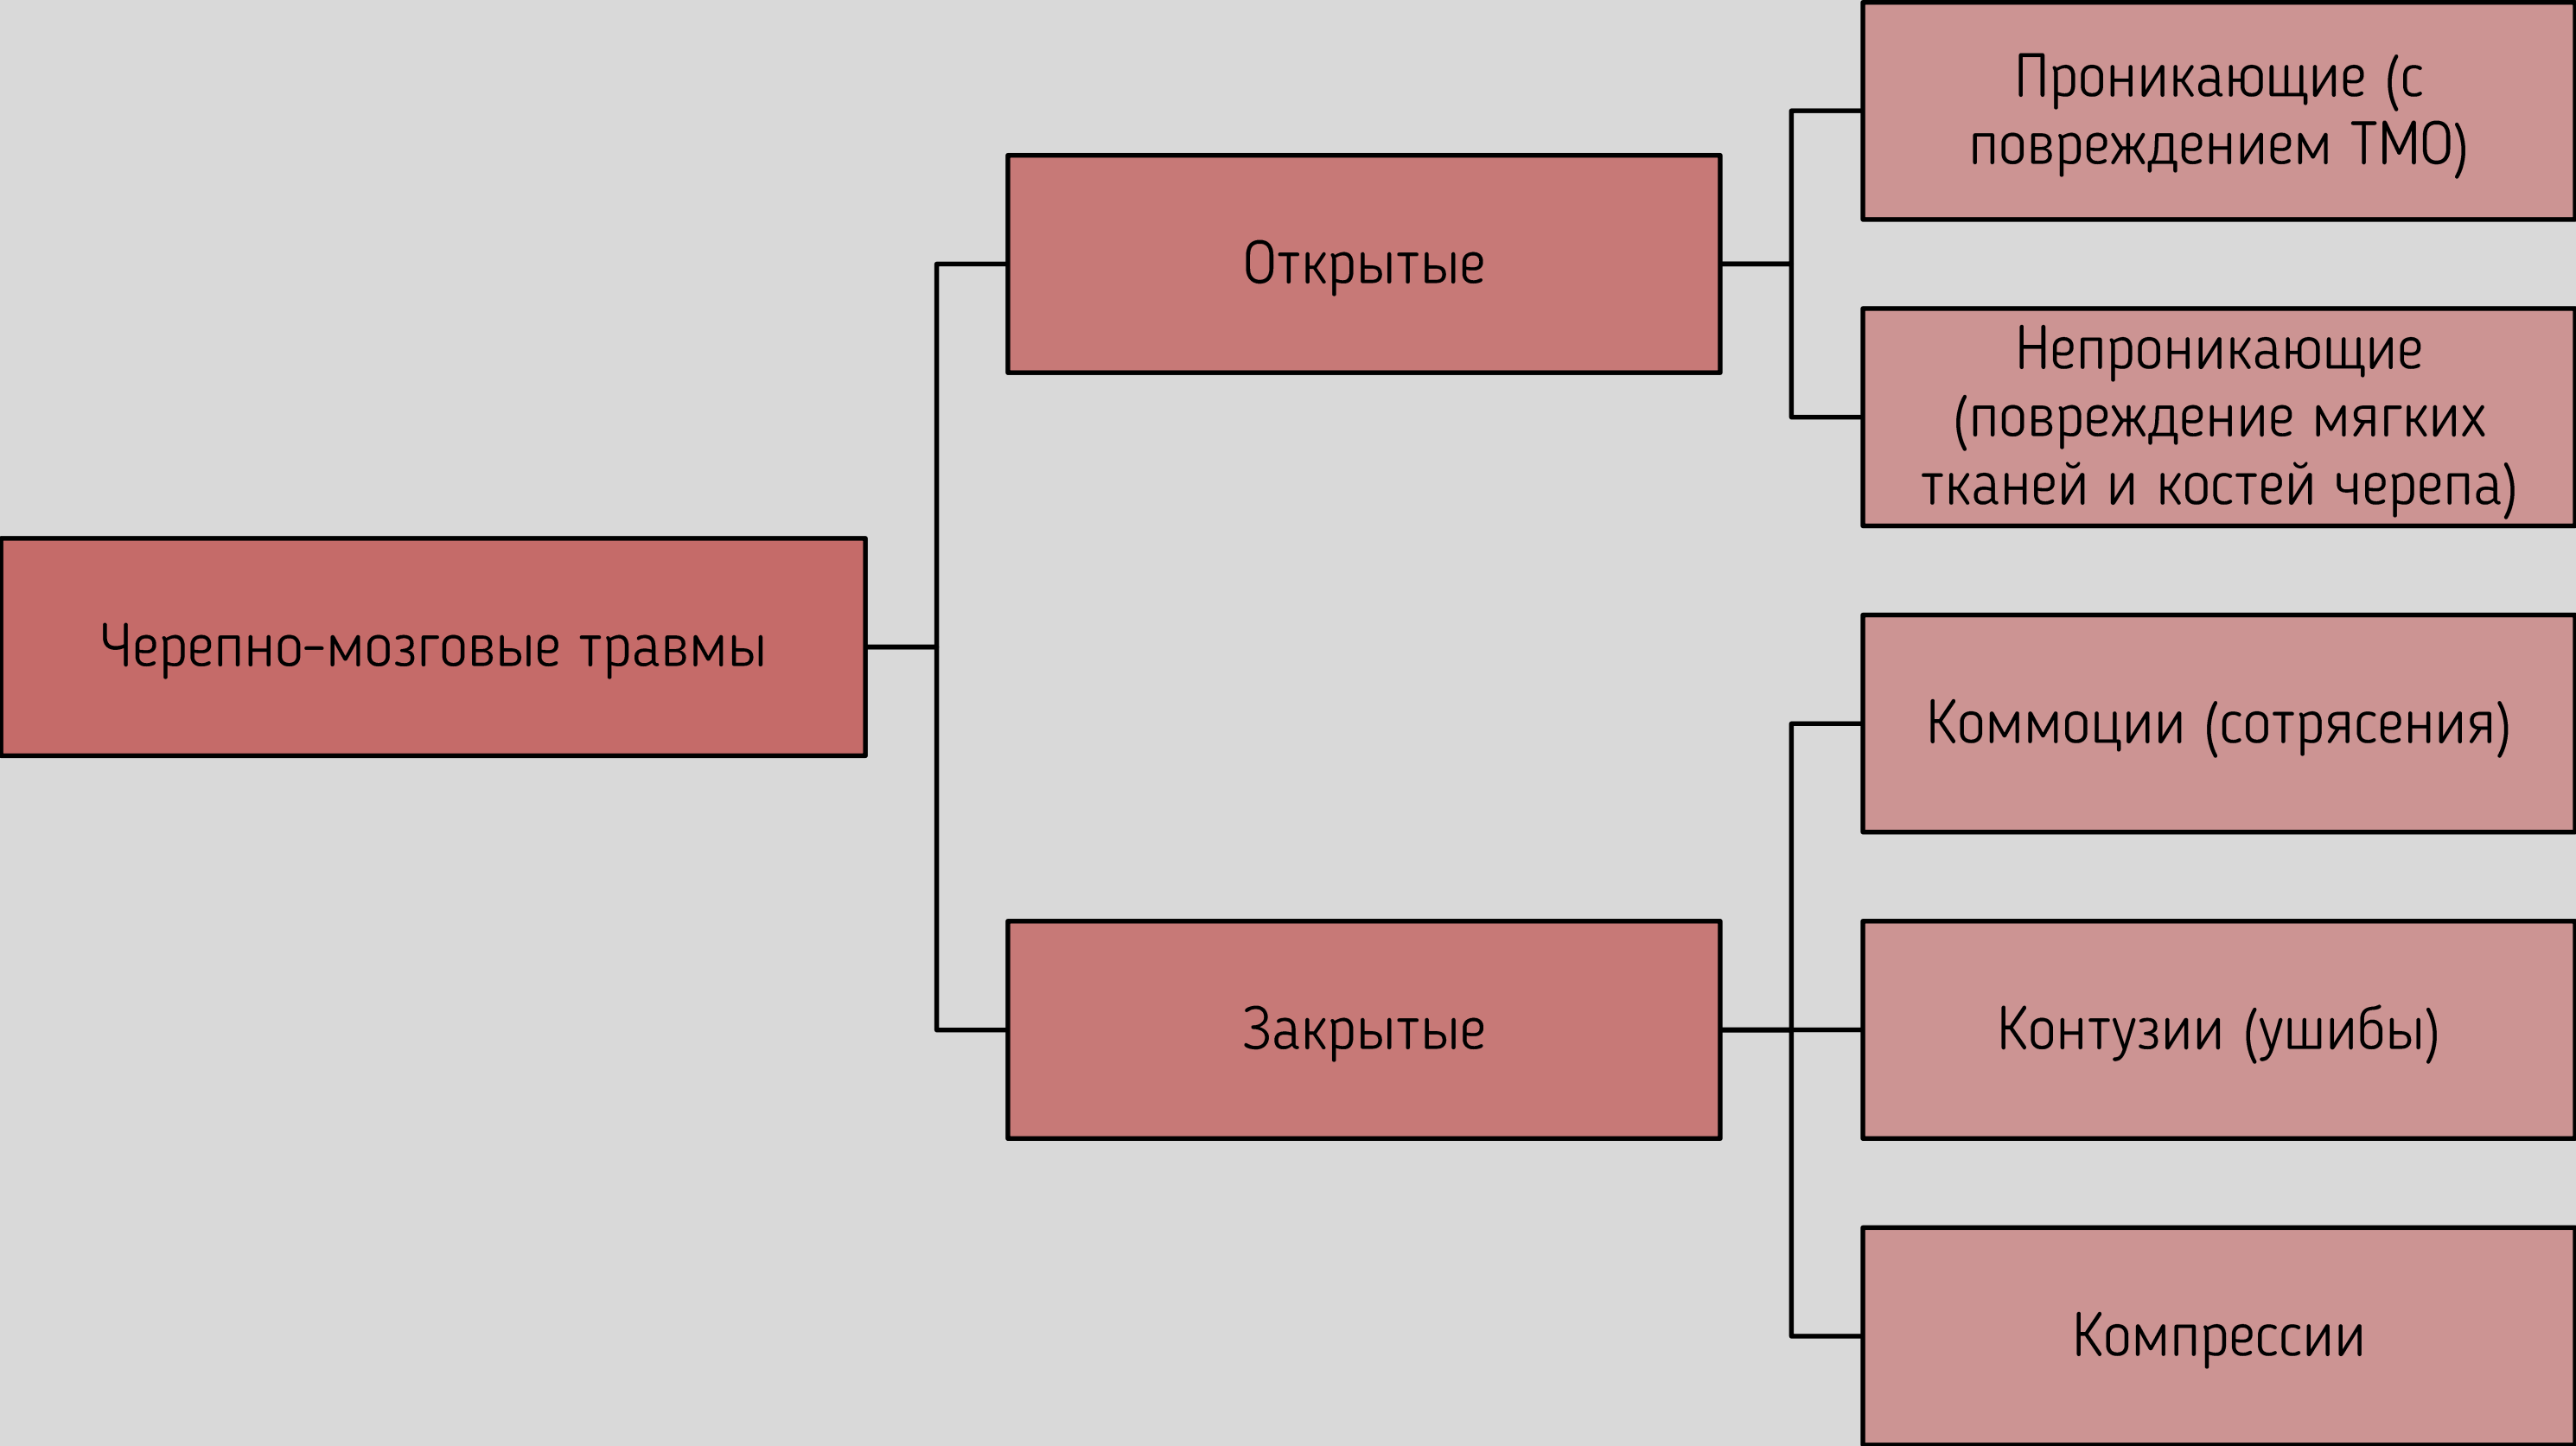 Черепно-мозговые травмы
Открытые
Проникающие (с
повреждением ТМО)
Непроникающие
(повреждение мягких
тканей и костей черепа)
Закрытые
Коммоции (сотрясения)
Контузии (ушибы)
Компрессии